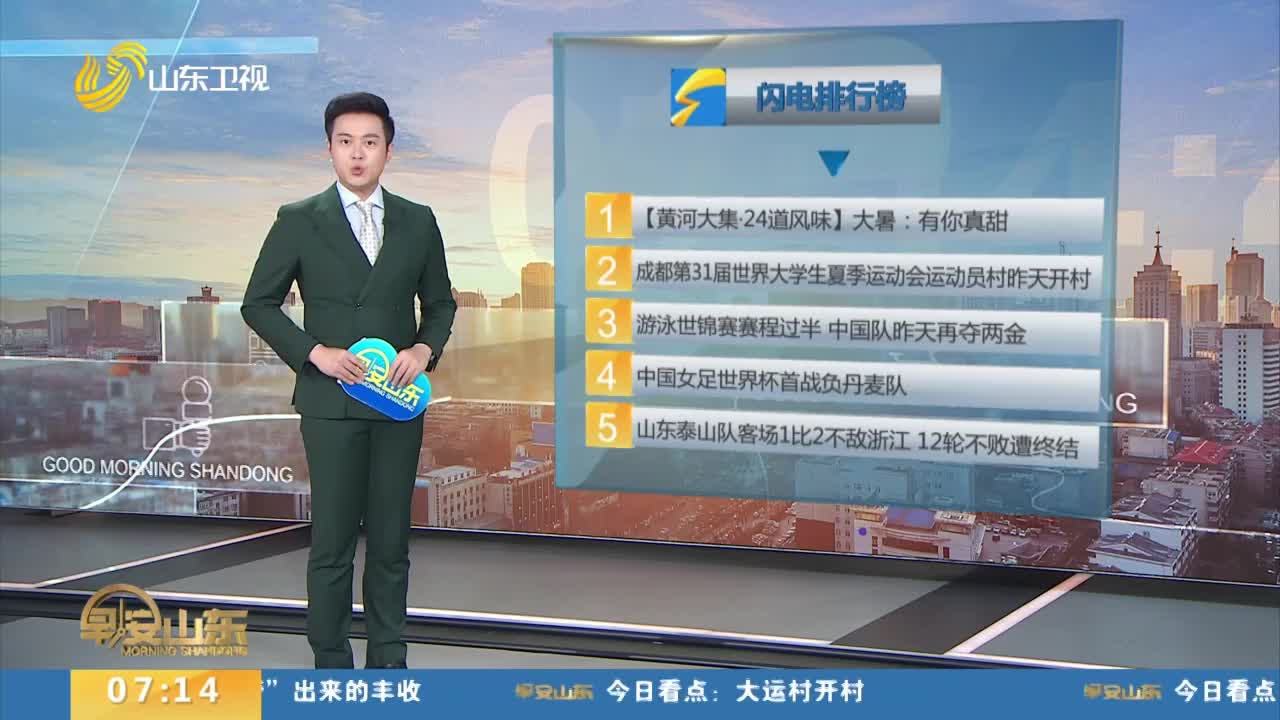 山东卫视
闪电排行榜
1 【黄河大集·24道风味】大暑：有你真甜
2 成都第31届世界大学生夏季运动会运动员村昨天开村
3 游泳世锦赛赛程过半 中国队昨天再夺两金
4 中国女足世界杯首战负丹麦队
5 山东泰山队客场1比2不敌浙江 12轮不败遭终结
早安山东
MORNING SHANDONG
GOOD MORNING SHANDONG
NG
早安山东
MORNING SHANDONG
07:14 ”出来的丰收 早安山东 今日看点：大运村开村 早安山东 今日看点